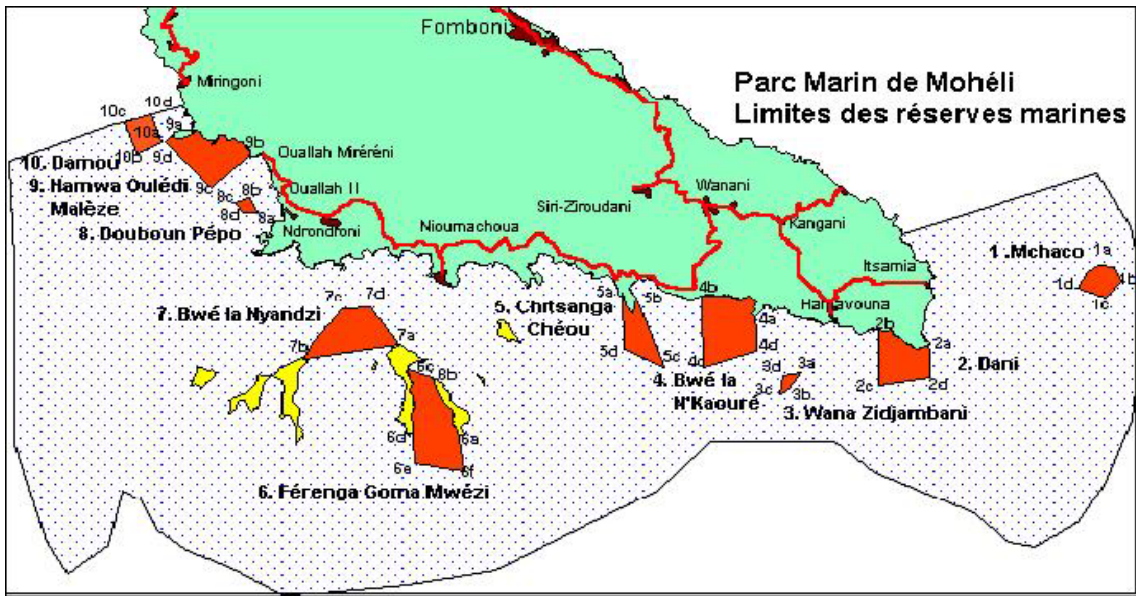 Fomboni
Parc Marin de Mohéli
Limites des réserves marines
Miringoni
10c
10d
10a
9a
10b
9d
9b
10. Damou
Ouallah Miréréni
9. Hamwa Oulédi
Malèze
9c
8c
8b
8d
8a
Ouallah II
8. Douboun Pépo
Ndrondroni
Nioumachoua
Siri-Ziroudani
Wanani
Kangani
Itsamia
Hamavouna
1 .Mchaco
1a
1b
1c
1d
7c
7d
7. Bwé la Nyandzi
7a
7b
5. Chrtsanga
Chéou
5a
5b
5c
5d
4b
4a
4d
4c
4. Bwé la
N'Kaouré
3d
3a
3c
3b
3. Wana Zidjambani
2b
2a
2c
2d
2. Dani
6c
6b
6d
6a
6e
6f
6. Férenga Goma Mwézi